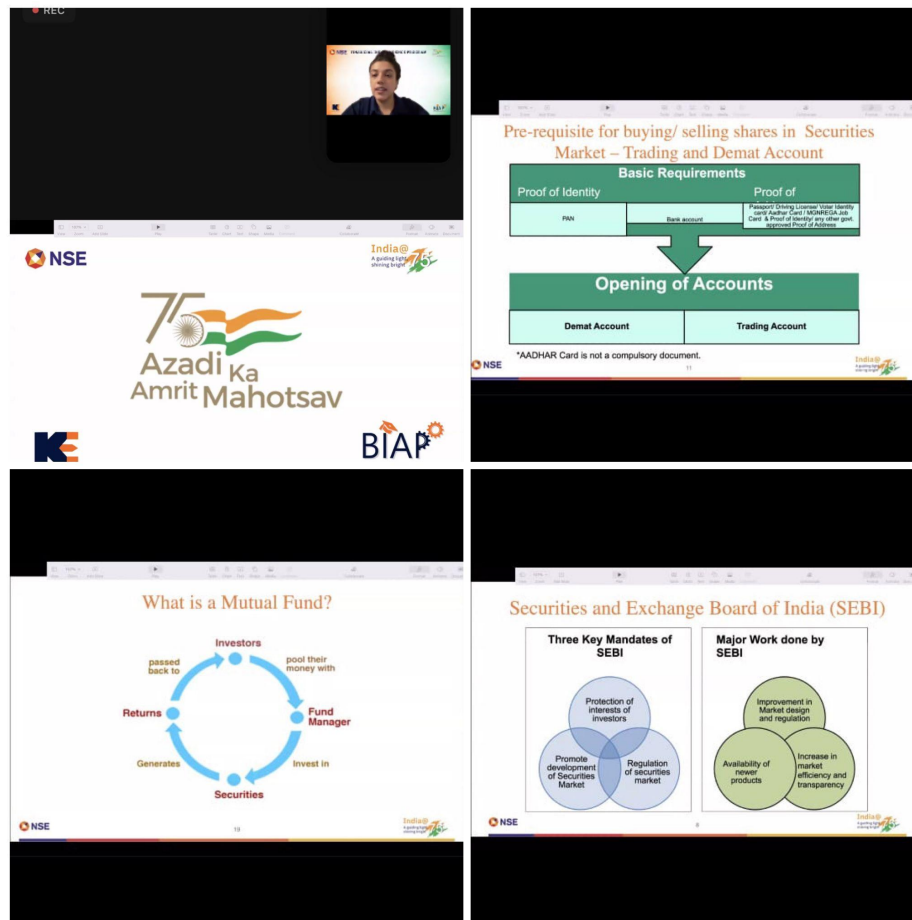 REC
NSE
India@
75
A guiding light
shining bright
75
Azadi Ka
Amrit Mahotsav
KE
BIAP
Pre-requisite for buying/ selling shares in Securities
Market – Trading and Demat Account
Basic Requirements
Proof of Identity
Proof of
PAN
Bank account
Passport/ Driving License/ Voter Identity
card/ Aadhar Card / MGNREGA Job
Card & Proof of Identity/ any other govt.
approved Proof of Address
Opening of Accounts
Demat Account
Trading Account
*AADHAR Card is not a compulsory document.
NSE
11
India@
75
What is a Mutual Fund?
Investors
passed
back to
pool their
money with
Returns
Fund
Manager
Generates
Invest in
Securities
NSE
India@
75
Securities and Exchange Board of India (SEBI)
Three Key Mandates of
SEBI
Protection of
interests of
investors
Promote
development
of Securities
Market
Regulation
of securities
market
Major Work done by
SEBI
Improvement in
Market design
and regulation
Availability of
newer
products
Increase in
market
efficiency and
transparency
NSE
India@
75